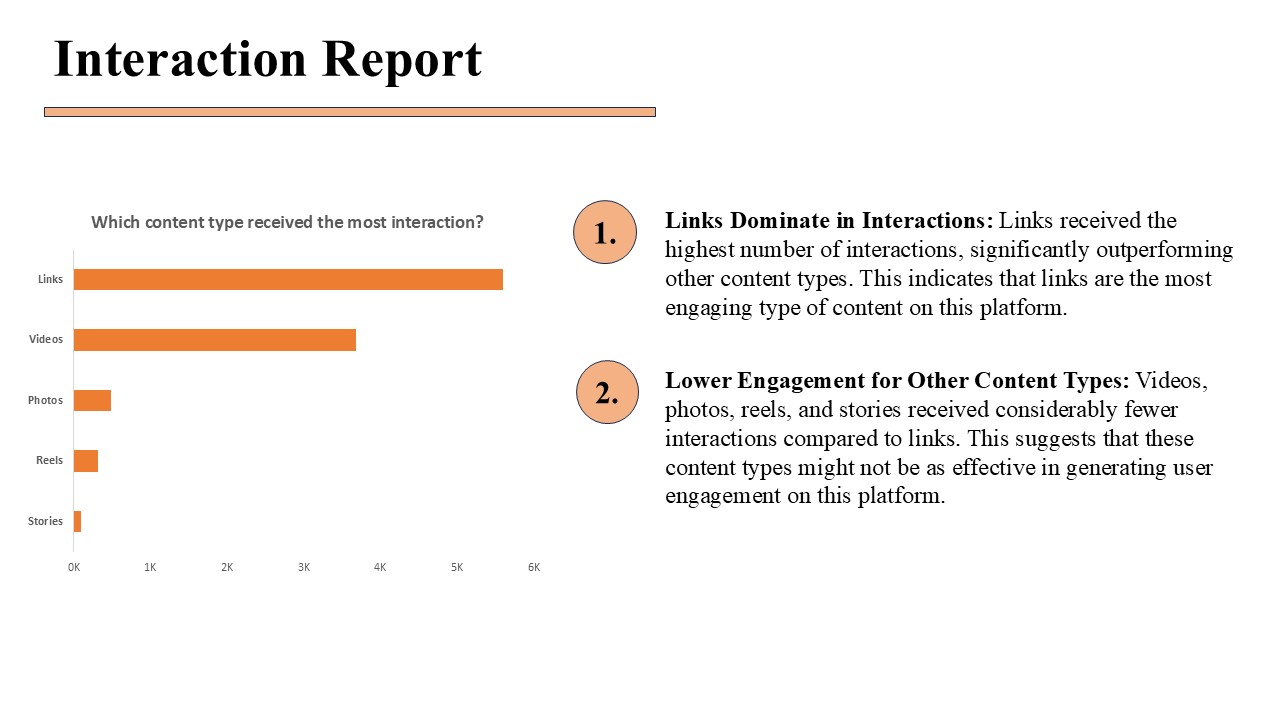 Interaction Report
Which content type received the most interaction?
Links
Videos
Photos
Reels
Stories
0K 1K 2K 3K 4K 5K 6K
1.
Links Dominate in Interactions: Links received the
highest number of interactions, significantly outperforming
other content types. This indicates that links are the most
engaging type of content on this platform.
2.
Lower Engagement for Other Content Types: Videos,
photos, reels, and stories received considerably fewer
interactions compared to links. This suggests that these
content types might not be as effective in generating user
engagement on this platform.